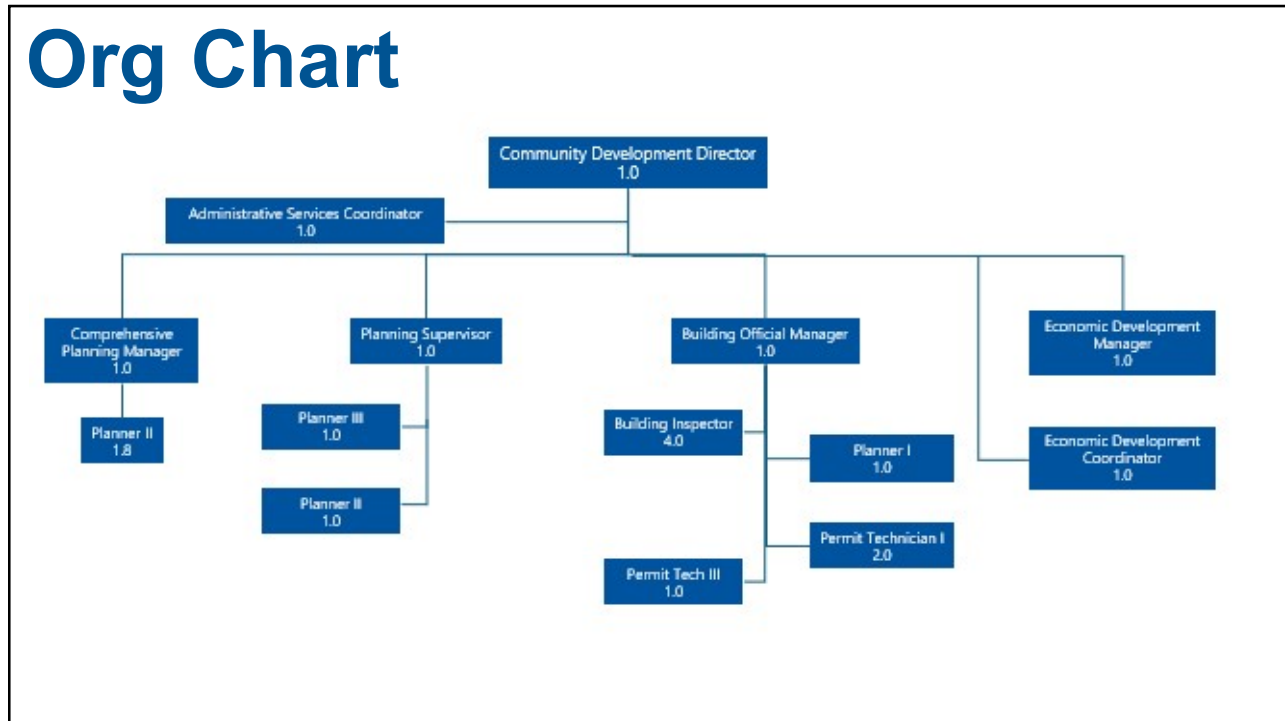 Org Chart
Community Development Director
1.0
Administrative Services Coordinator
1.0
Comprehensive
Planning Manager
1.0
Planner II
1.8
Planning Supervisor
1.0
Planner III
1.0
Planner II
1.0
Building Official Manager
1.0
Building Inspector
4.0
Planner I
1.0
Permit Technician I
2.0
Permit Tech III
1.0
Economic Development
Manager
1.0
Economic Development
Coordinator
1.0